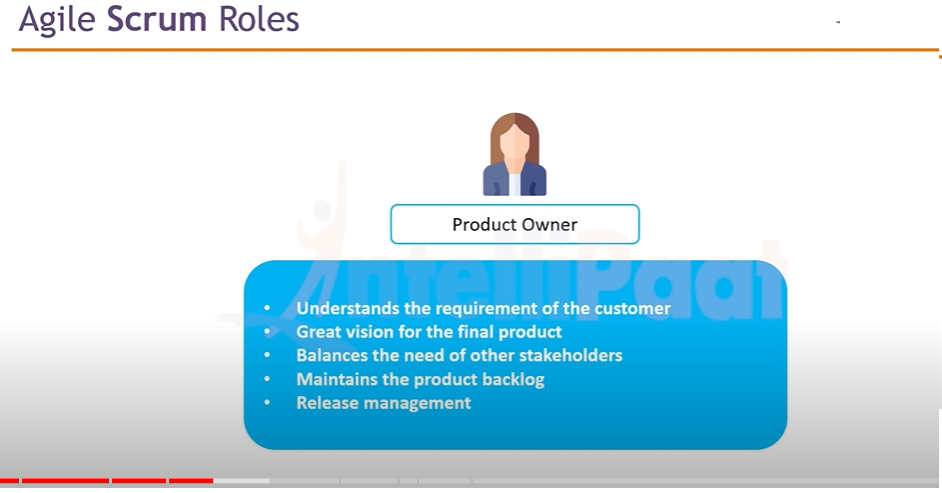 Agile Scrum Roles
Product Owner
IntelliPaat
• Understands the requirement of the customer
• Great vision for the final product
• Balances the need of other stakeholders
• Maintains the product backlog
• Release management